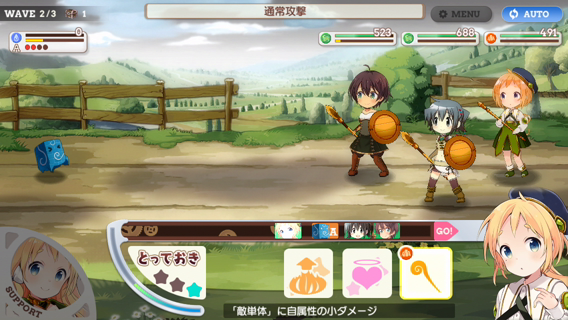 WAVE 2/3 1
通常攻撃
MENU
AUTO
0
A
523
688
491
A
GO!
とっておき
SUPPORT
「敵単体」に自属性の小ダメージ